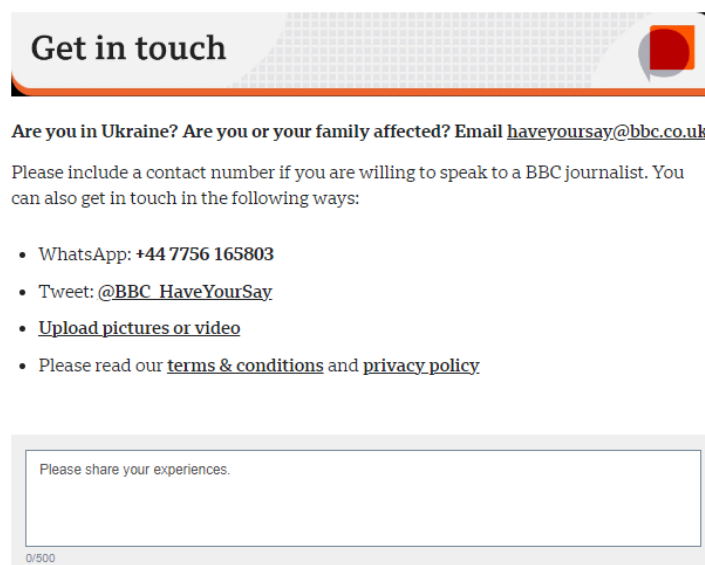 Get in touch
Are you in Ukraine? Are you or your family affected? Email haveyoursay@bbc.co.uk
Please include a contact number if you are willing to speak to a BBC journalist. You
can also get in touch in the following ways:
• WhatsApp: +44 7756 165803
• Tweet: @BBC_HaveYourSay
• Upload pictures or video
• Please read our terms & conditions and privacy policy
Please share your experiences.
0/500